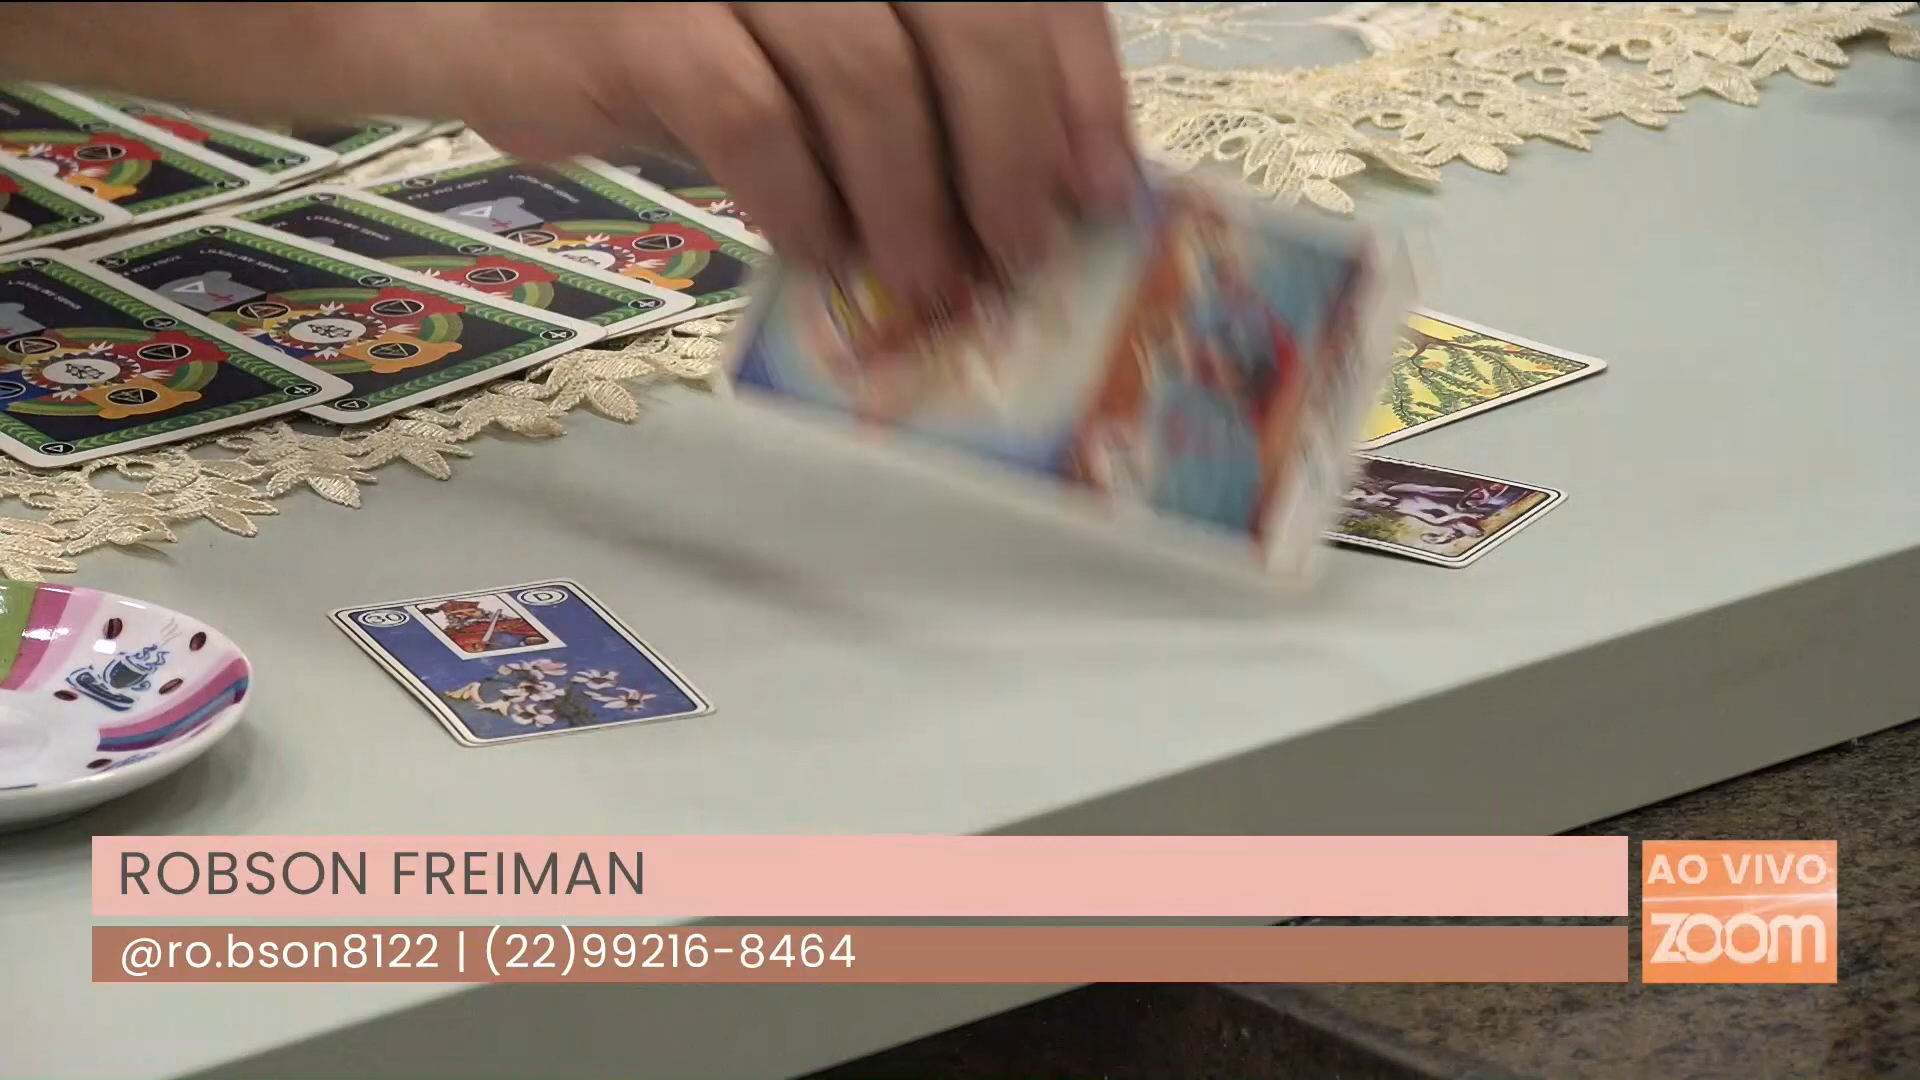 30
D
ROBSON FREIMAN
@ro.bson8122 | (22)99216-8464
AO VIVO
ZOOM